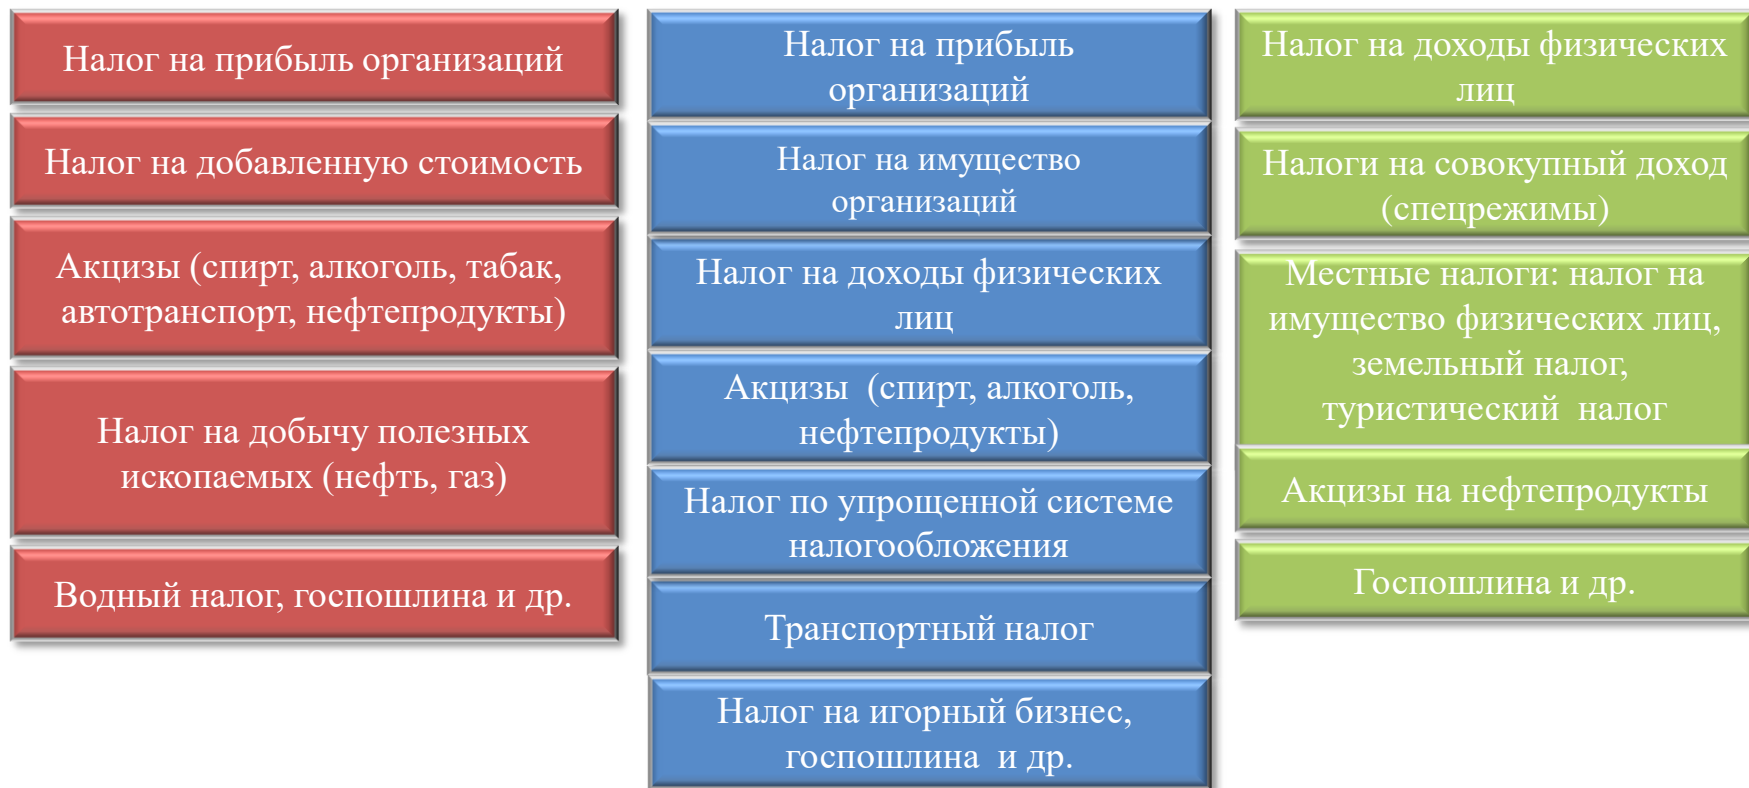 Налог на прибыль организаций
Налог на добавленную стоимость
Акцизы (спирт, алкоголь, табак,
автотранспорт, нефтепродукты)
Налог на добычу полезных
ископаемых (нефть, газ)
Водный налог, госпошлина и др.
Налог на прибыль
организаций
Налог на имущество
организаций
Налог на доходы физических
лиц
Акцизы (спирт, алкоголь,
нефтепродукты)
Налог по упрощенной системе
налогообложения
Транспортный налог
Налог на игорный бизнес,
госпошлина и др.
Налог на доходы физических
лиц
Налоги на совокупный доход
(спецрежимы)
Местные налоги: налог на
имущество физических лиц,
земельный налог,
туристический налог
Акцизы на нефтепродукты
Госпошлина и др.